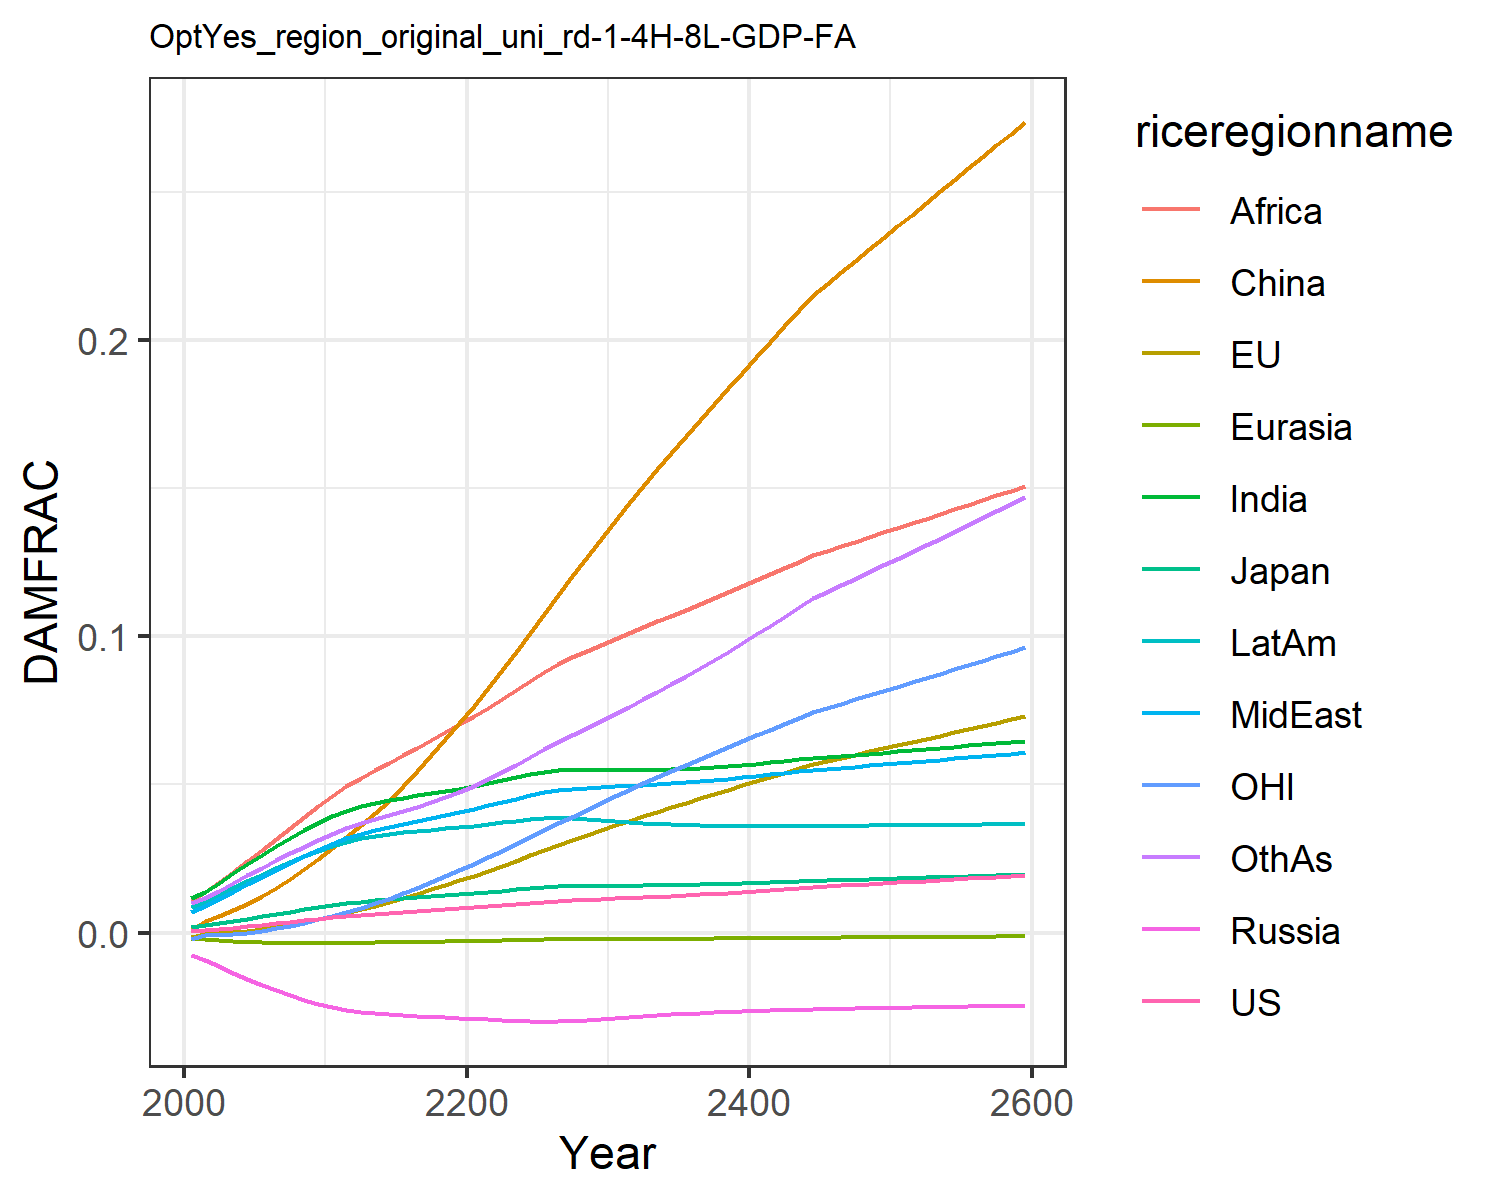 OptYes_region_original_uni_rd-1-4H-8L-GDP-FA
DAMFRAC
0.2
0.1
0.0
2000 2200 2400 2600
Year
riceregionname
Africa
China
EU
Eurasia
India
Japan
LatAm
MidEast
OHI
OthAs
Russia
US